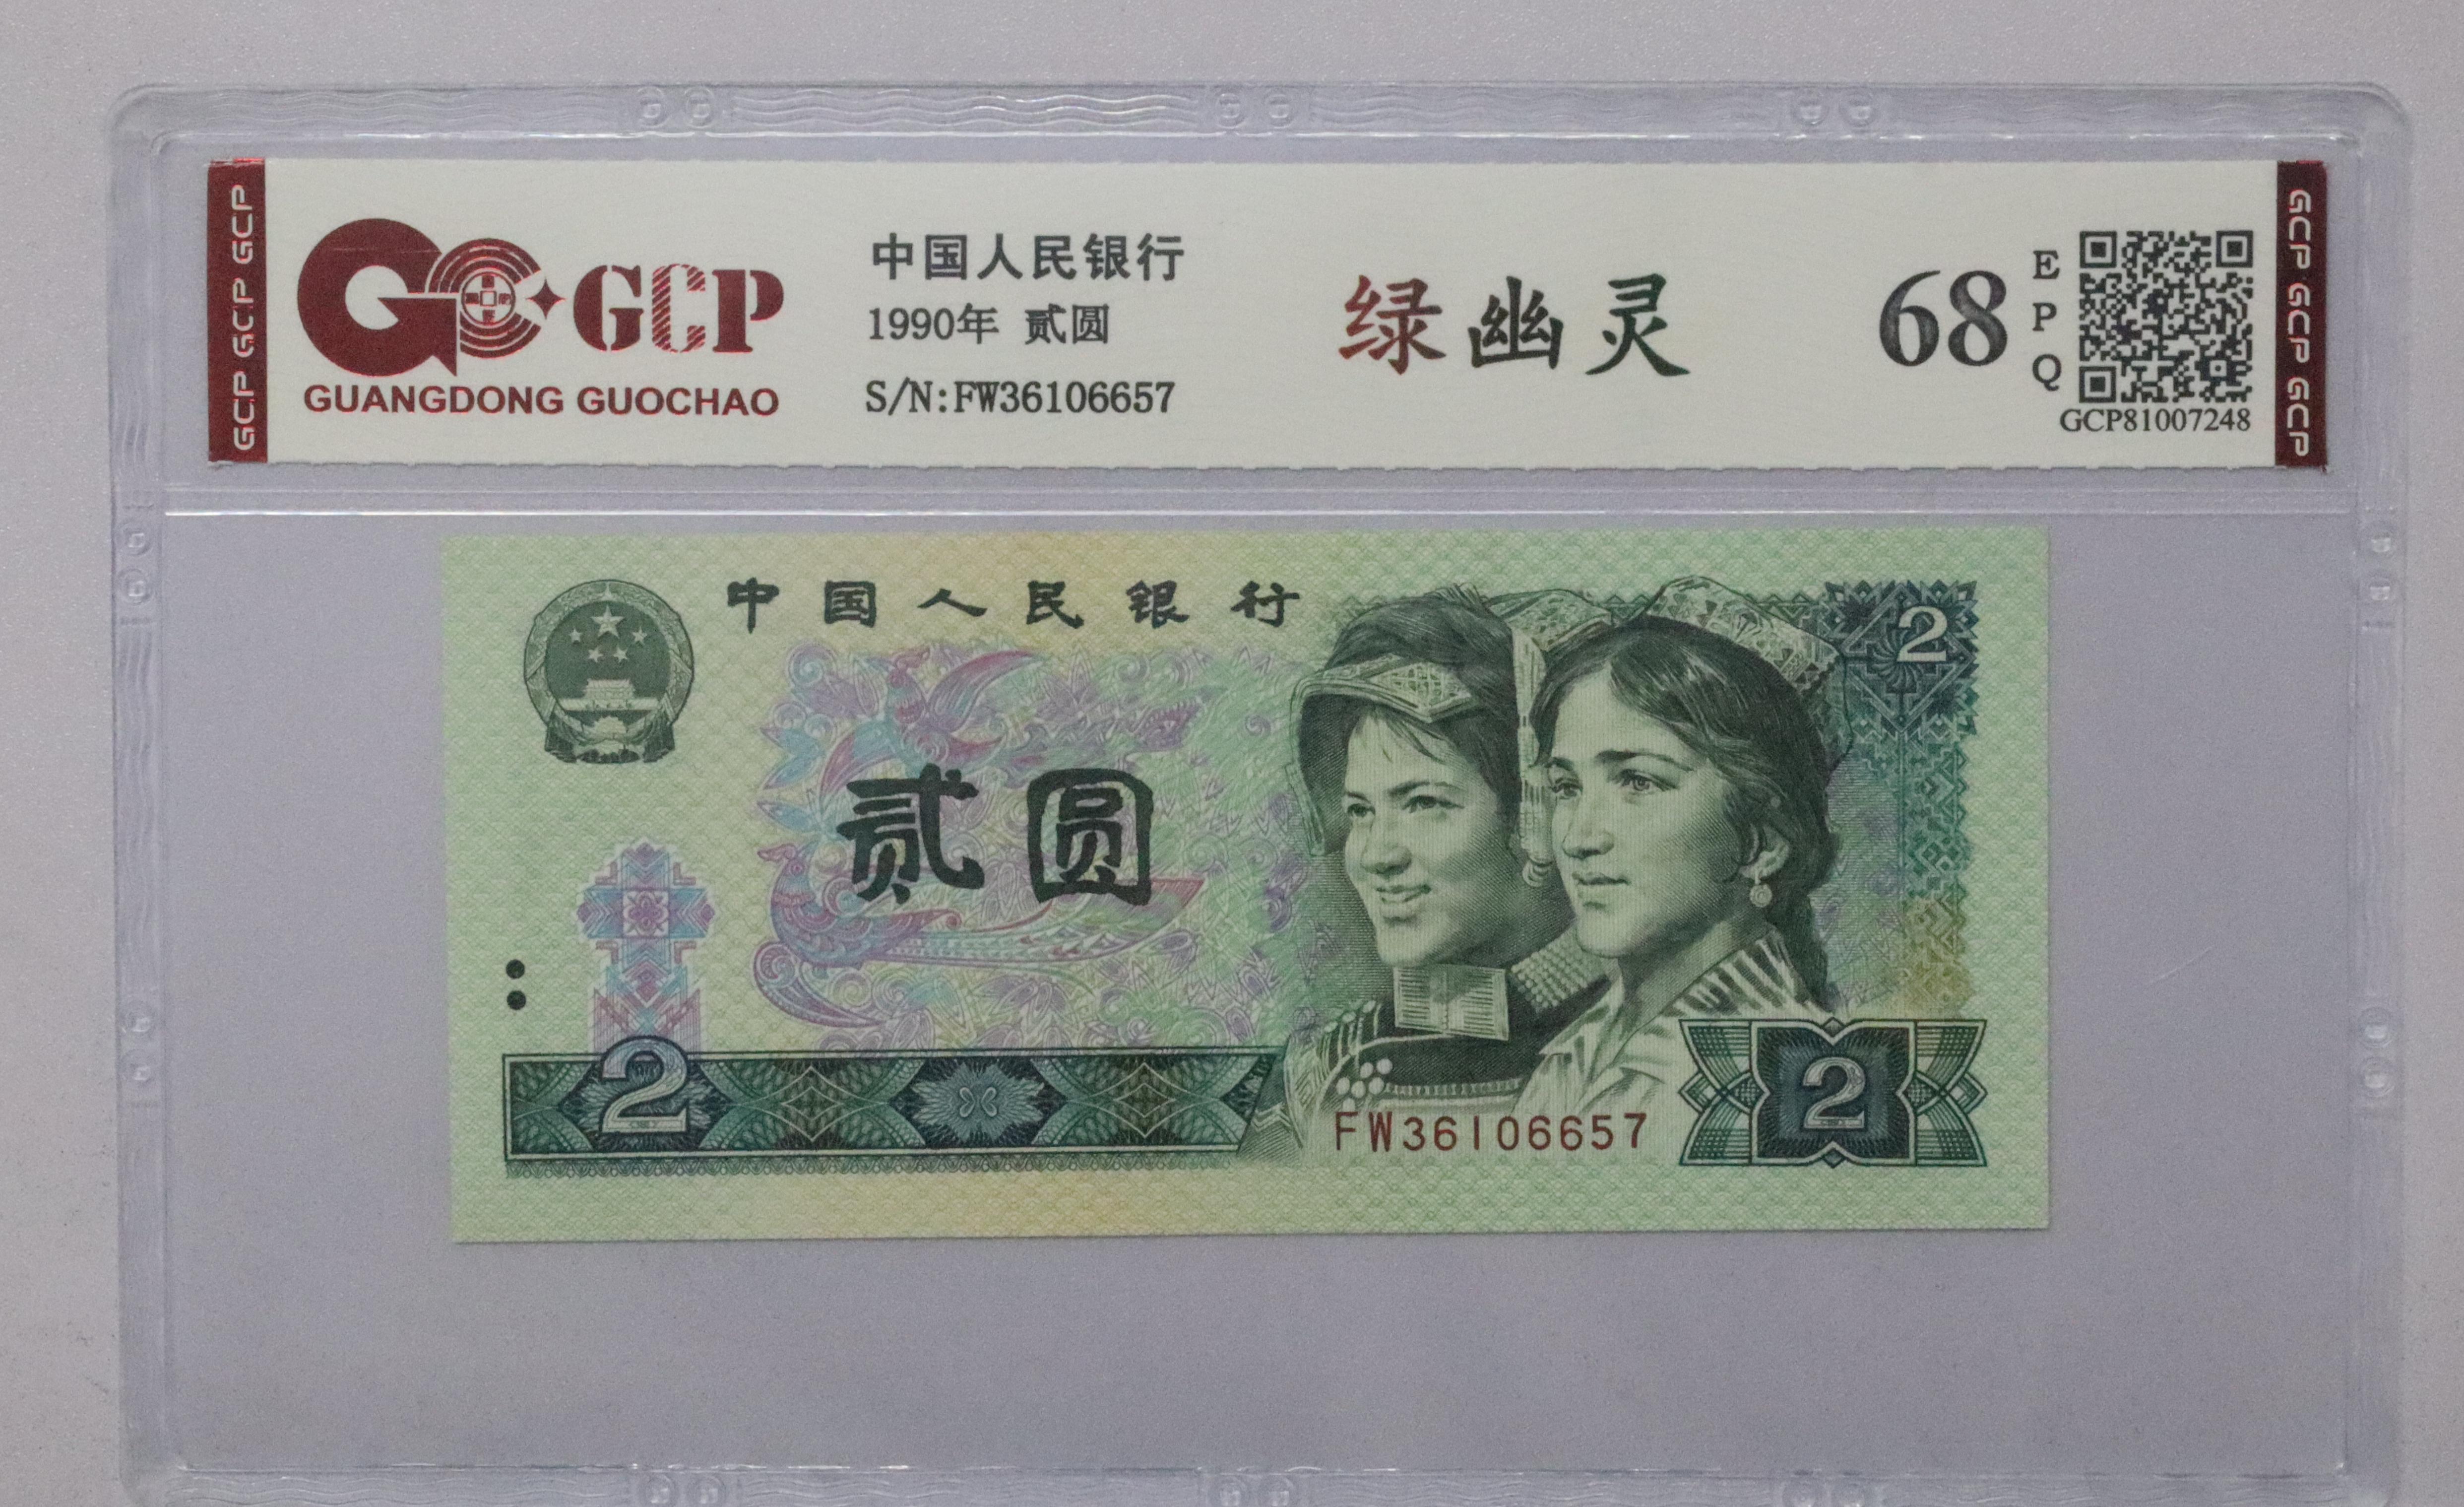 GCP GCP GCP
GCP
GUANGDONG GUOCHAO
中国人民银行
1990年 贰圆
S/N:FW36106657
绿幽灵
68
E
P
Q
GCP81007248
GCP GCP GCP
中国人民银行
2
贰圆
2
FW36106657
2